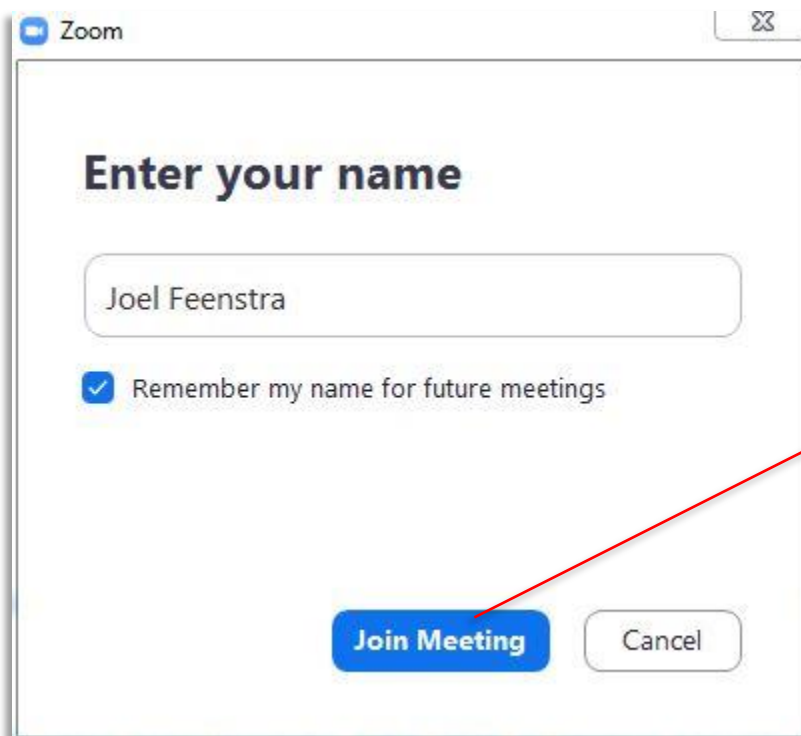 Zoom
Enter your name
Joel Feenstra
Remember my name for future meetings
Join Meeting
Cancel